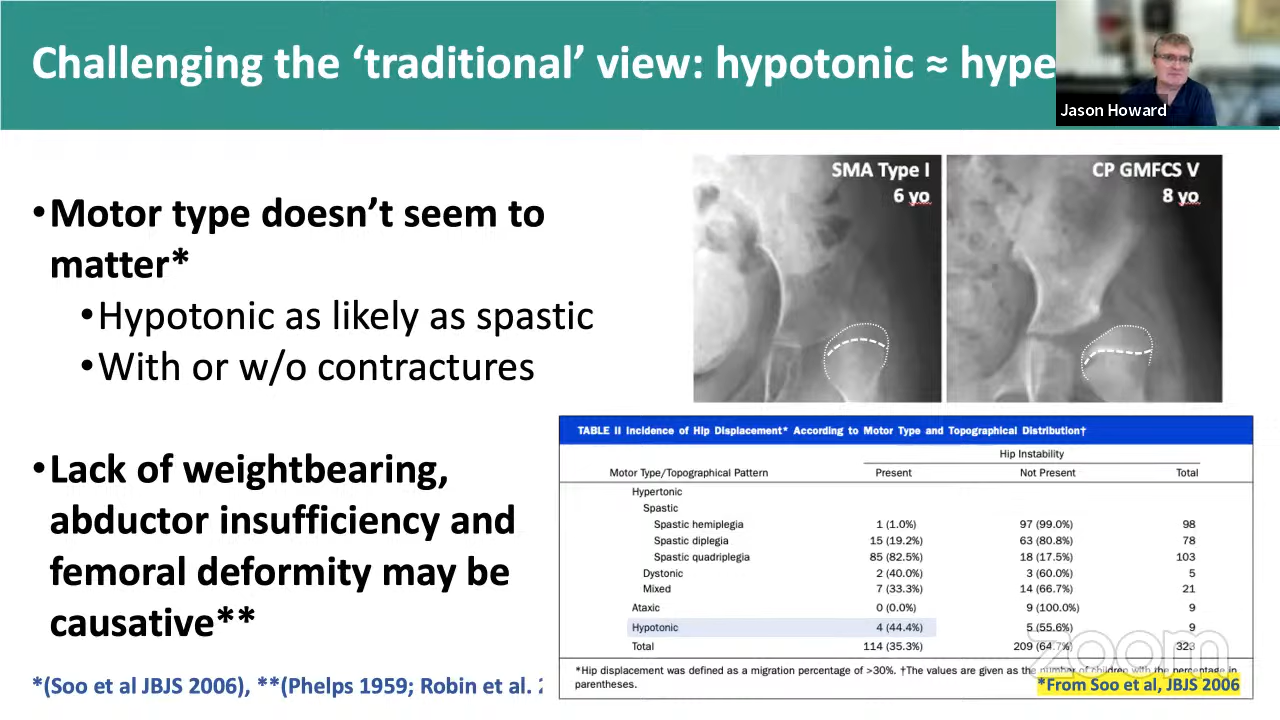 Challenging the ‘traditional’ view: hypotonic ≈ hype
Jason Howard
•Motor type doesn’t seem to
matter*
•Hypotonic as likely as spastic
•With or w/o contractures
•Lack of weightbearing,
abductor insufficiency and
femoral deformity may be
causative**
*(Soo et al JBJS 2006), **(Phelps 1959; Robin et al.
SMA Type I
6 yo
CP GMFCS V
8 yo
TABLE II Incidence of Hip Displacement* According to Motor Type and Topographical Distribution†
Hip Instability
Motor Type/Topographical Pattern Present Not Present Total
Hypertonic
Spastic
Spastic hemiplegia 1 (1.0%) 97 (99.0%) 98
Spastic diplegia 15 (19.2%) 63 (80.8%) 78
Spastic quadriplegia 85 (82.5%) 18 (17.5%) 103
Dystonic 2 (40.0%) 3 (60.0%) 5
Mixed 7 (33.3%) 14 (66.7%) 21
Ataxic 0 (0.0%) 9 (100.0%) 9
Hypotonic 4 (44.4%) 5 (55.6%) 9
Total 114 (35.3%) 209 (64.7%) 323
*Hip displacement was defined as a migration percentage of >30%. †The values are given as the number of children with the percentage in
parentheses.
*From Soo et al, JBJS 2006
zoom